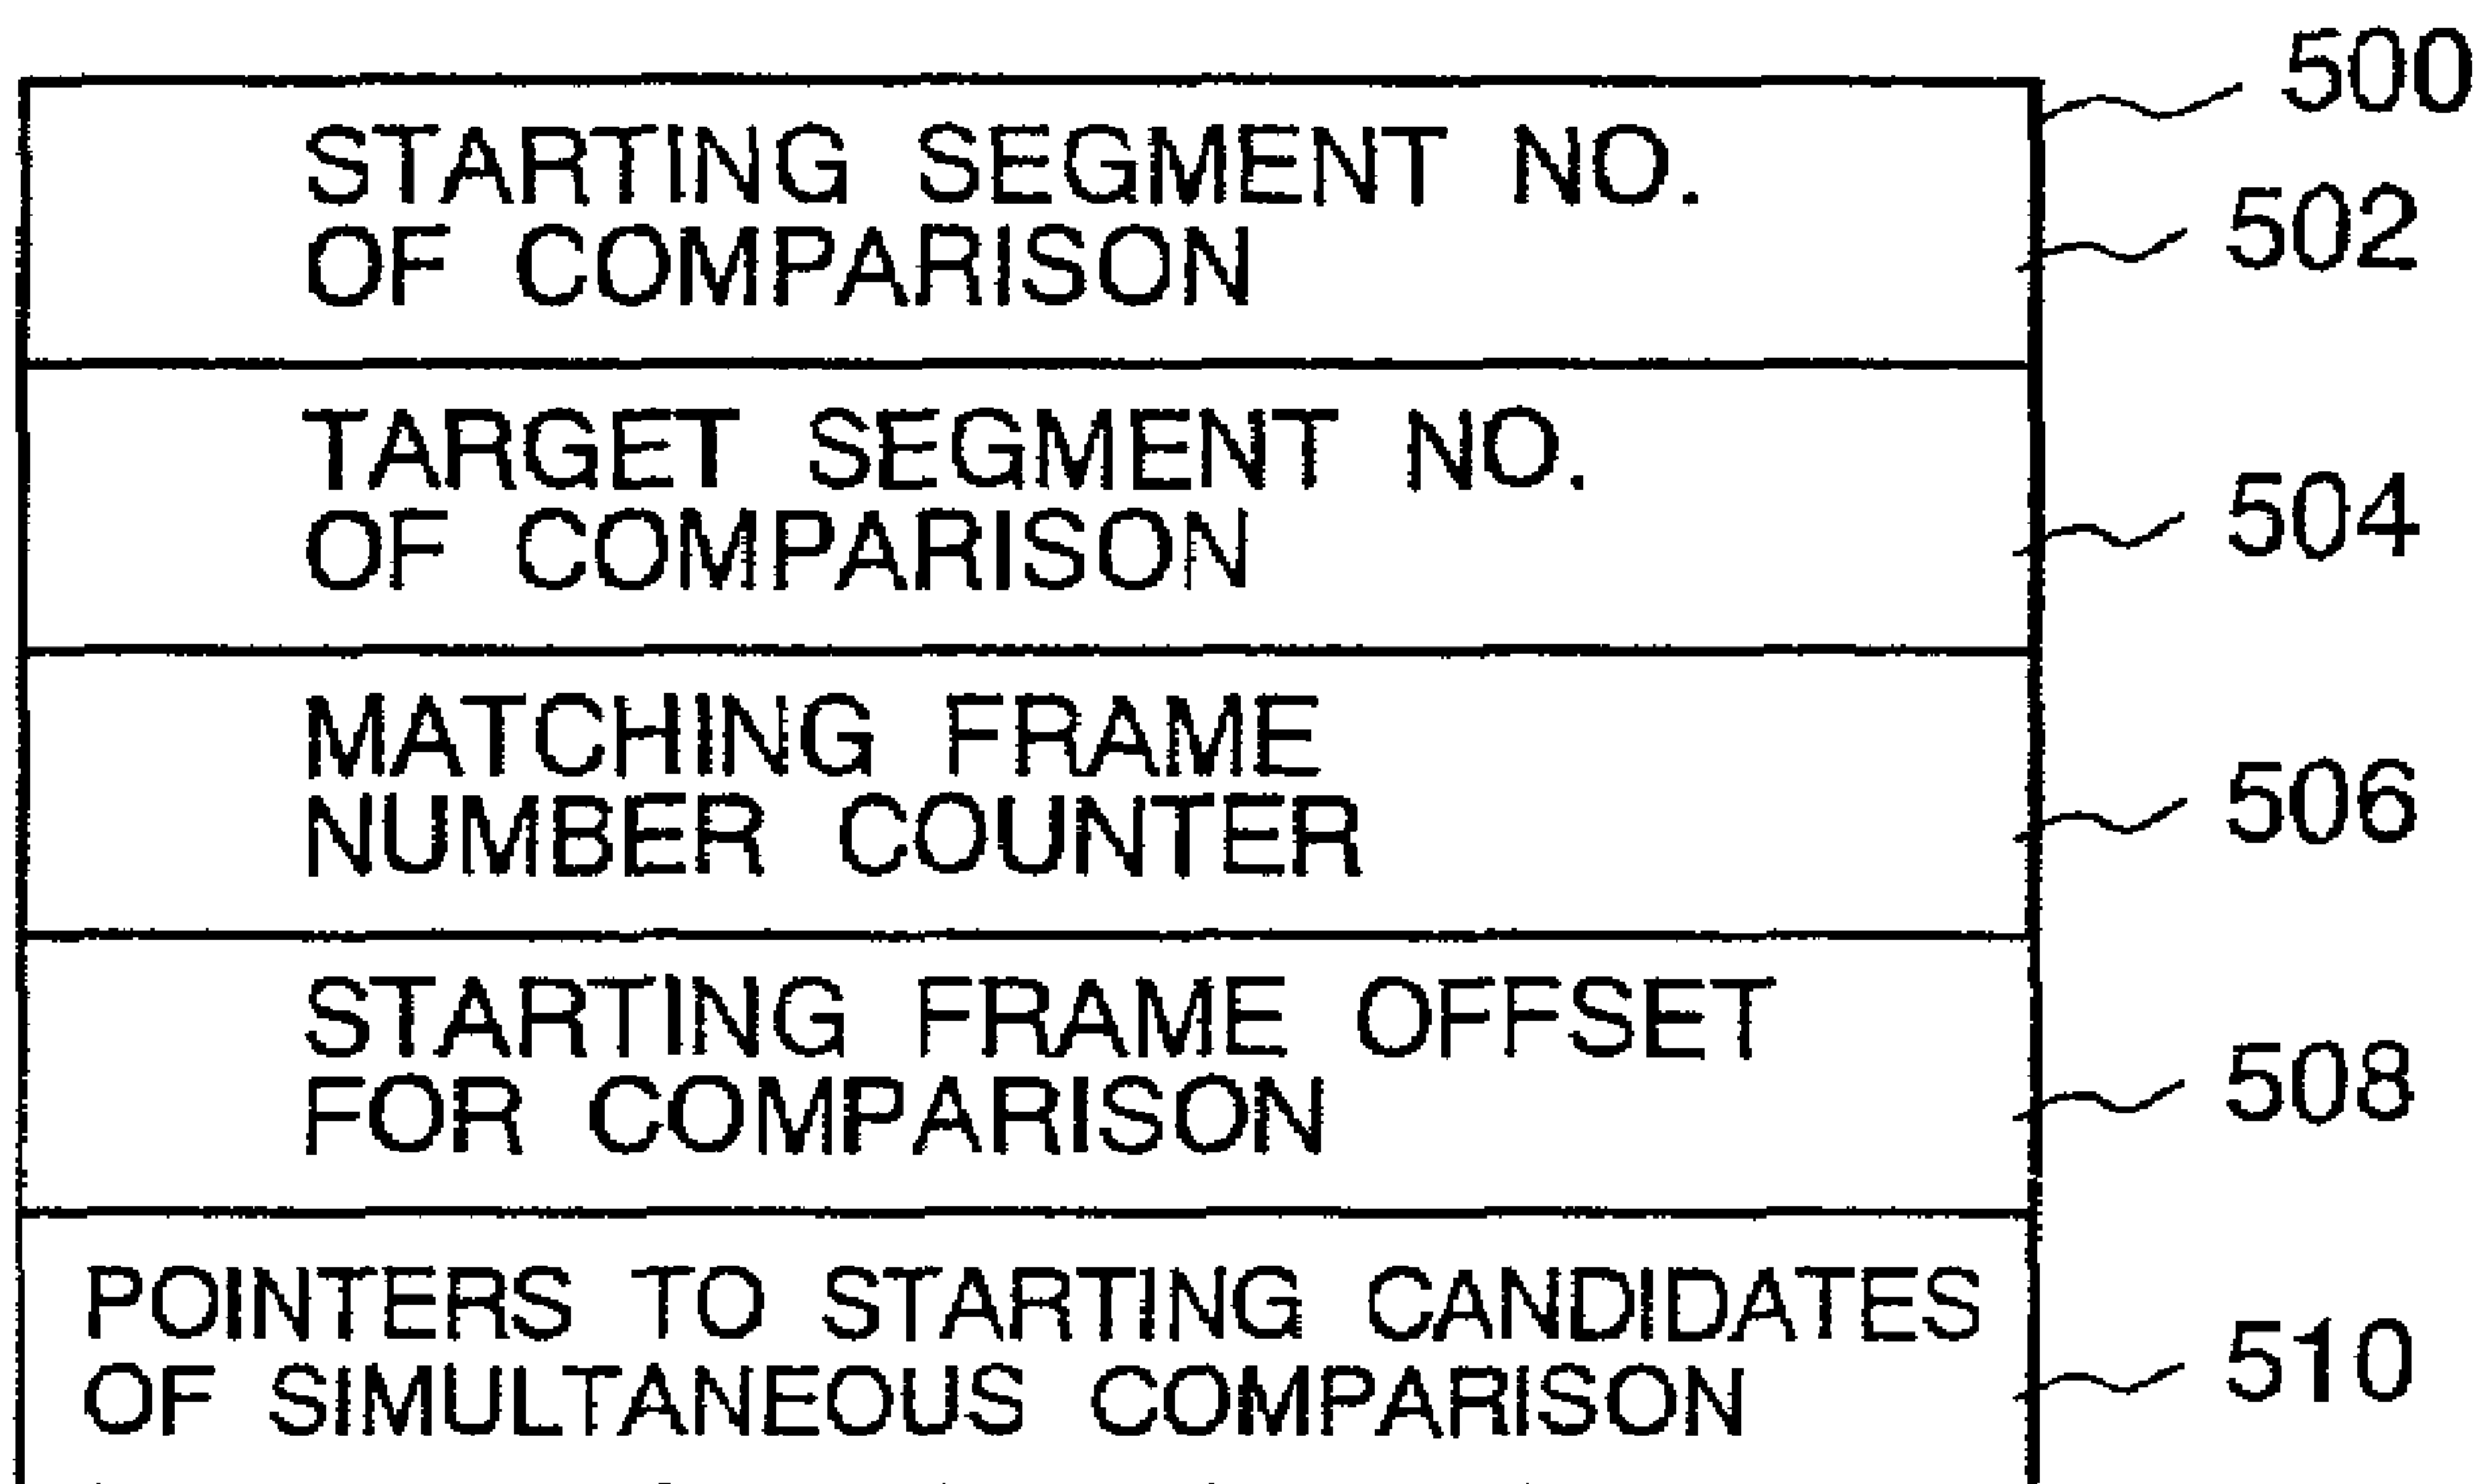 500
STARTING SEGMENT NO.
OF COMPARISON
502
TARGET SEGMENT NO.
OF COMPARISON
504
MATCHING FRAME
NUMBER COUNTER
506
STARTING FRAME OFFSET
FOR COMPARISON
508
POINTERS TO STARTING CANDIDATES
OF SIMULTANEOUS COMPARISON
510